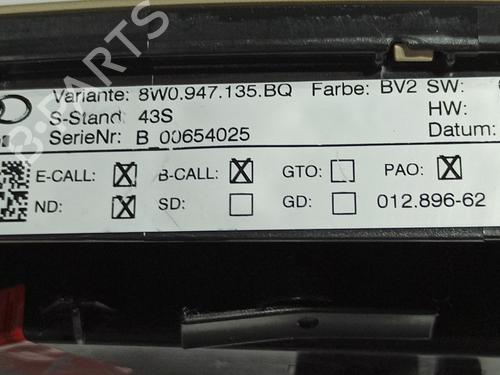 Variante: 8W0.947.135.BQ Farbe: BV2 SW:
S-Stand: 43S HW:
SerieNr: B_00654025 Datum:
E-CALL: B-CALL: GTO: PAO:
ND: SD: GD: 012.896-62
B-PARTS